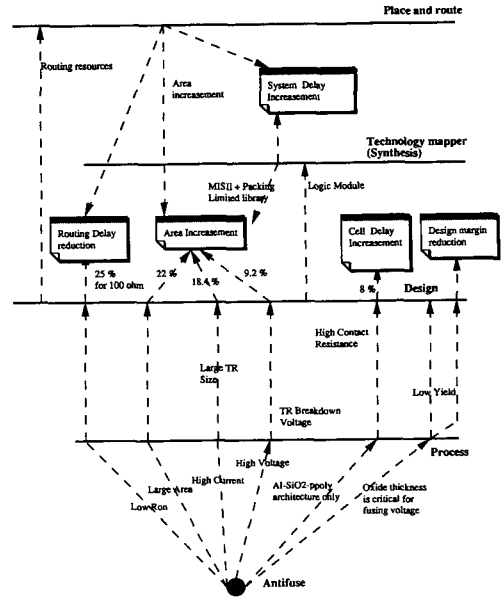 Place and route
Routing resources
Area
increasement
System Delay
Increasement
Technology mapper
(Synthesis)
MISII + Packing
Limited library
Logic Module
Routing Delay
reduction
Area Increasement
Cell Delay
Increasement
Design margin
reduction
25 %
for 100 ohm
22 %
18.4 %
9.2 %
8 %
Design
High Contact
Resistance
Large TR
Size
Low Yield
TR Breakdown
Voltage
Process
High Voltage
High Current
Large Area
Low Ron
Al-SiO2-ppoly
architecture only
Oxide thickness
is critical for
fusing voltage
Antifuse